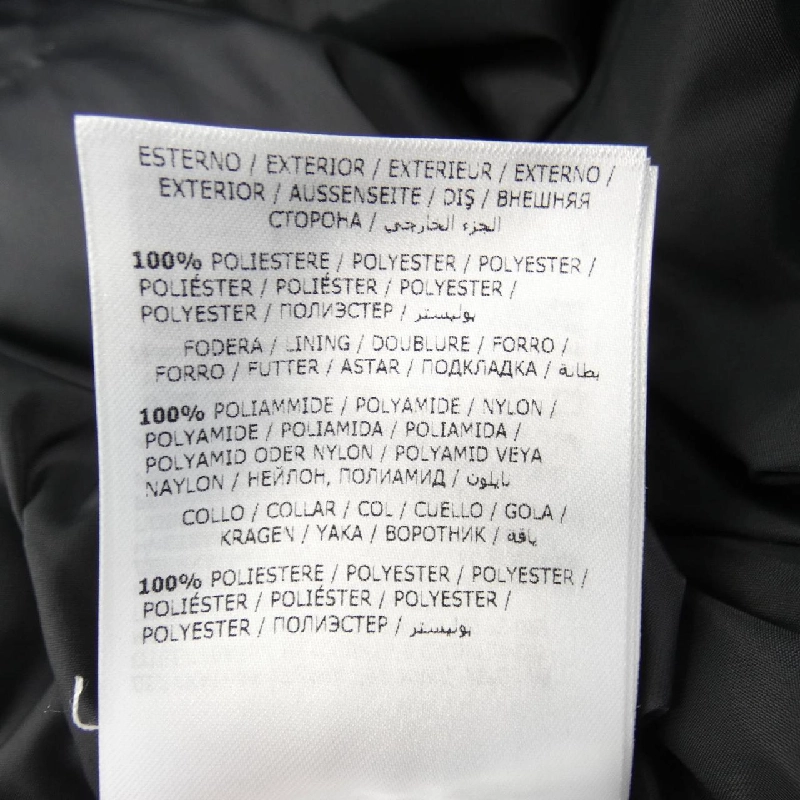 ESTERNO / EXTERIOR / EXTERIEUR / EXTERNO /
EXTERIOR / AUSSENSEITE / DIŞ / ВНЕШНЯЯ
СТОРОНА / الجزء الخارجي
100% POLIESTERE / POLYESTER / POLYESTER /
POLIÉSTER / POLIÉSTER / POLYESTER /
POLYESTER / ПОЛИЭСТЕР / بوليستر
FODERA / LINING / DOUBLURE / FORRO /
FORRO / FUTTER / ASTAR / ПОДКЛАДКА / بطانة
100% POLIAMMIDE / POLYAMIDE / NYLON /
POLYAMIDE / POLIAMIDA / POLIAMIDA /
POLYAMID ODER NYLON / POLYAMID VEYA
NAYLON / НЕЙЛОН, ПОЛИАМИД / نايلون
COLLO / COLLAR / COL / CUELLO / GOLA /
KRAGEN / YAKA / ВОРОТНИК / ياقة
100% POLIESTERE / POLYESTER / POLYESTER /
POLIÉSTER / POLIÉSTER / POLYESTER /
POLYESTER / ПОЛИЭСТЕР / بوليستر